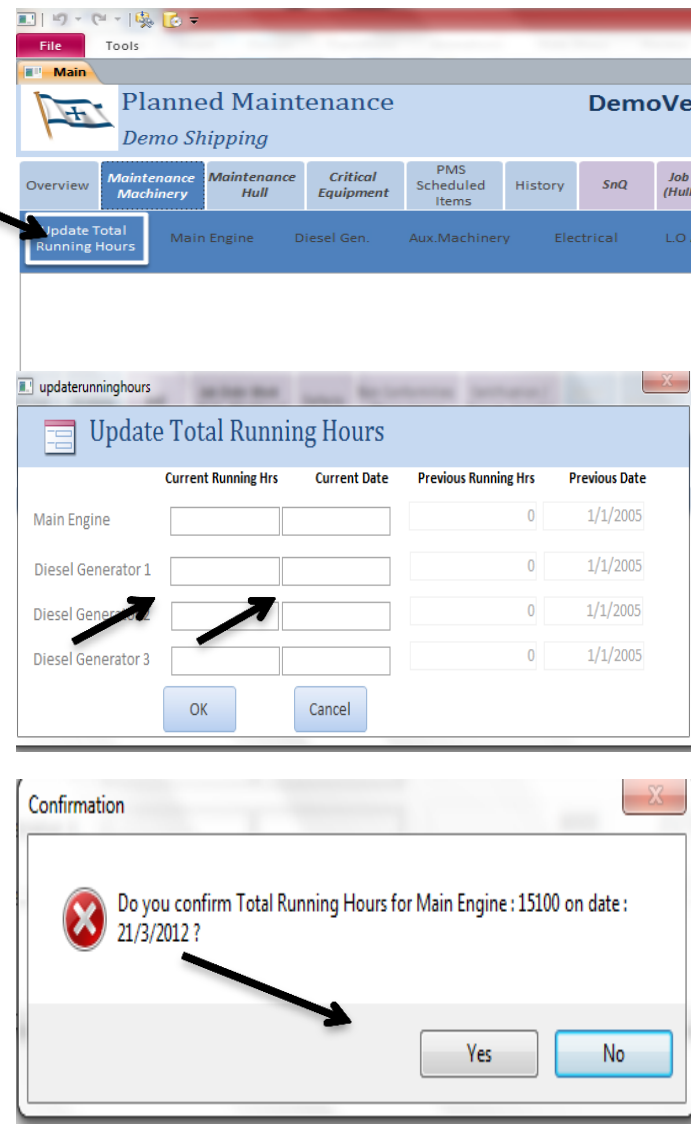 File Tools
Main
Planned Maintenance DemoVe
Demo Shipping
Overview Maintenance Machinery Maintenance Hull Critical Equipment PMS Scheduled Items History SnQ Job (Hull
Update Total Running Hours Main Engine Diesel Gen. Aux.Machinery Electrical L.O
updaterunninghours X
Update Total Running Hours
Current Running Hrs Current Date Previous Running Hrs Previous Date
Main Engine 0 1/1/2005
Diesel Generator 1 0 1/1/2005
Diesel Generator 2 0 1/1/2005
Diesel Generator 3 0 1/1/2005
OK Cancel
Confirmation X
Do you confirm Total Running Hours for Main Engine : 15100 on date :
21/3/2012 ?
Yes No